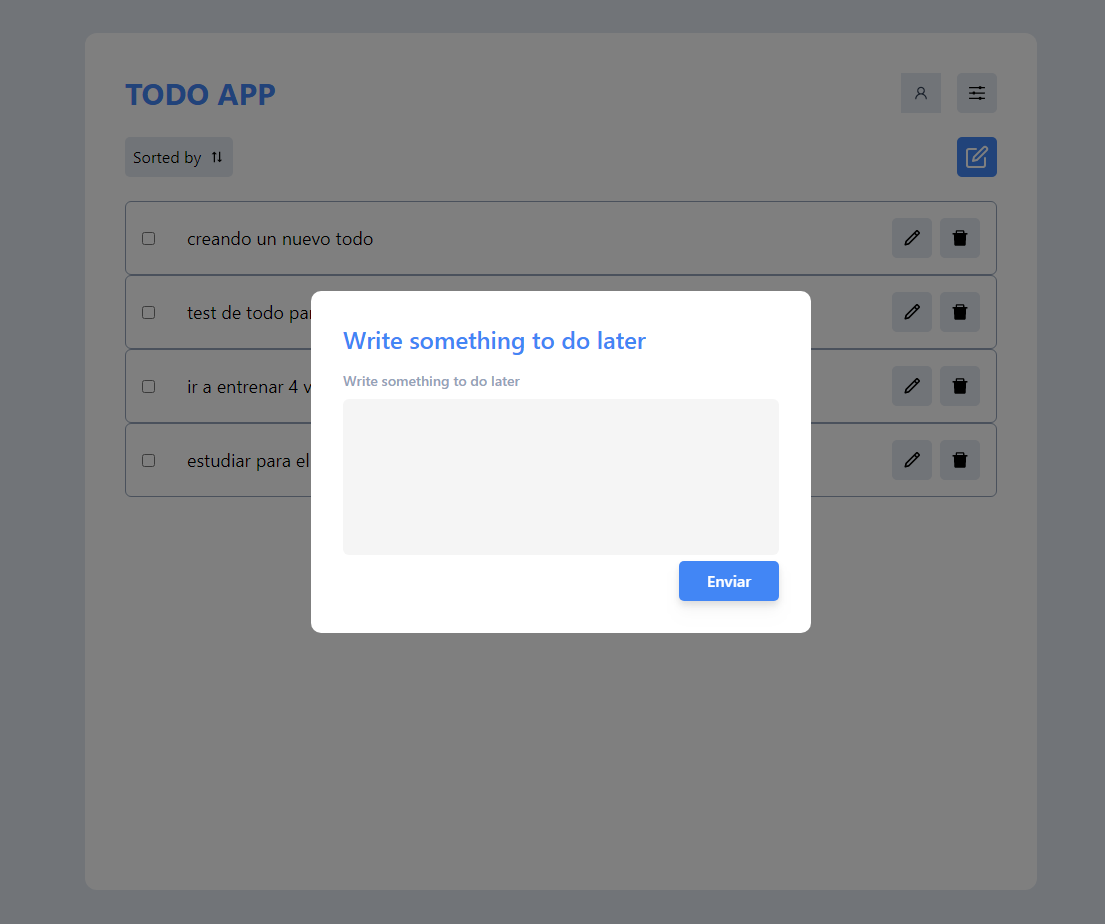 TODO APP
Sorted by
creando un nuevo todo
test de todo
ir a entrenar 4
estudiar para el
Write something to do later
Write something to do later
Enviar